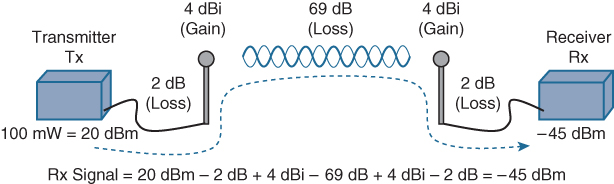 4 dBi
(Gain)
69 dB
(Loss)
4 dBi
(Gain)
Transmitter
Tx
Receiver
Rx
2 dB
(Loss)
2 dB
(Loss)
100 mW = 20 dBm
–45 dBm
Rx Signal = 20 dBm – 2 dB + 4 dBi – 69 dB + 4 dBi – 2 dB = –45 dBm